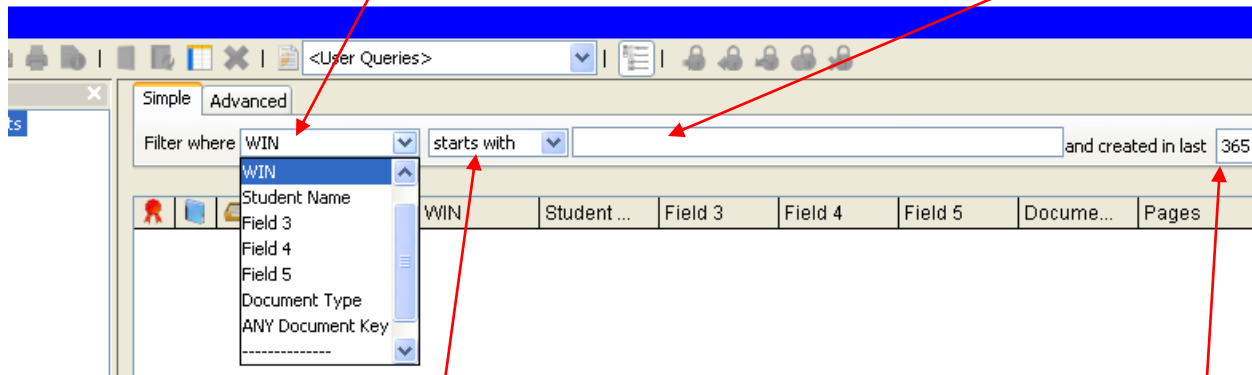 <User Queries>
ts
Simple Advanced
Filter where WIN starts with and created in last 365
WIN
Student Name
Field 3
Field 4
Field 5
Document Type
ANY Document Key
--------------
WIN Student ... Field 3 Field 4 Field 5 Docume... Pages